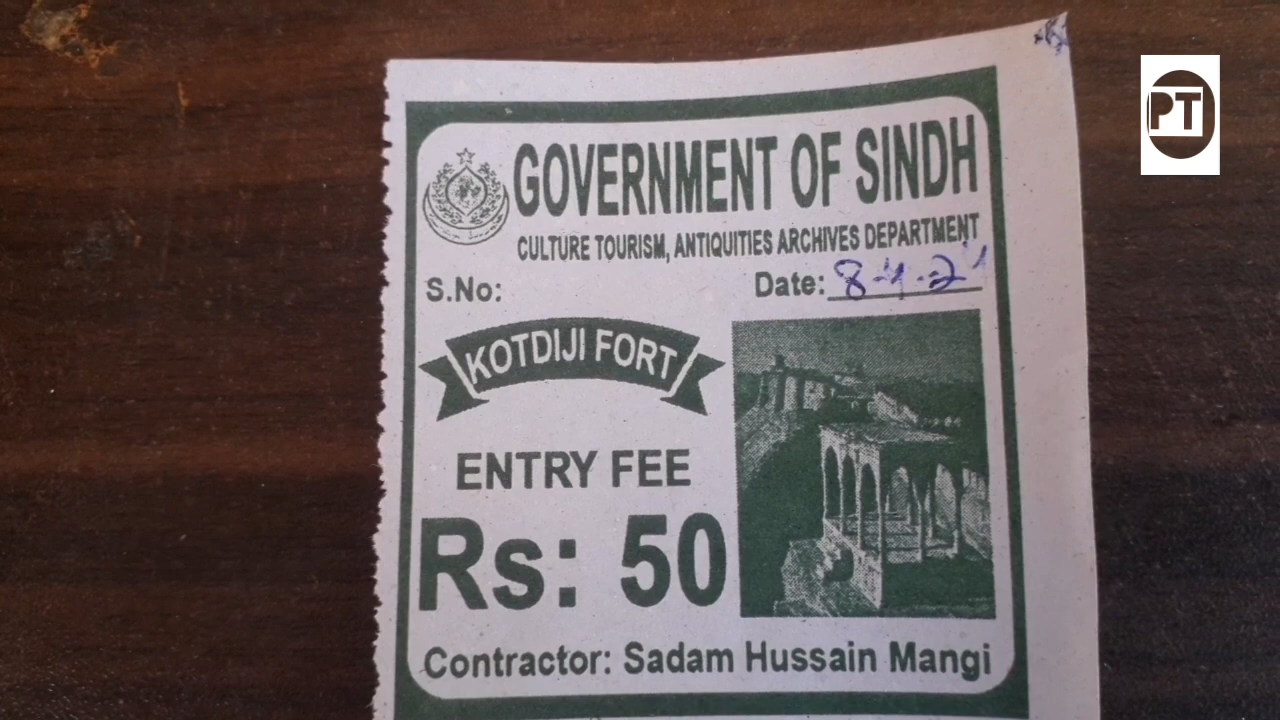 GOVERNMENT OF SINDH
CULTURE TOURISM, ANTIQUITIES ARCHIVES DEPARTMENT
S.No:
Date: 8-4-24
KOTDIJI FORT
ENTRY FEE
Rs: 50
Contractor: Sadam Hussain Mangi
PT